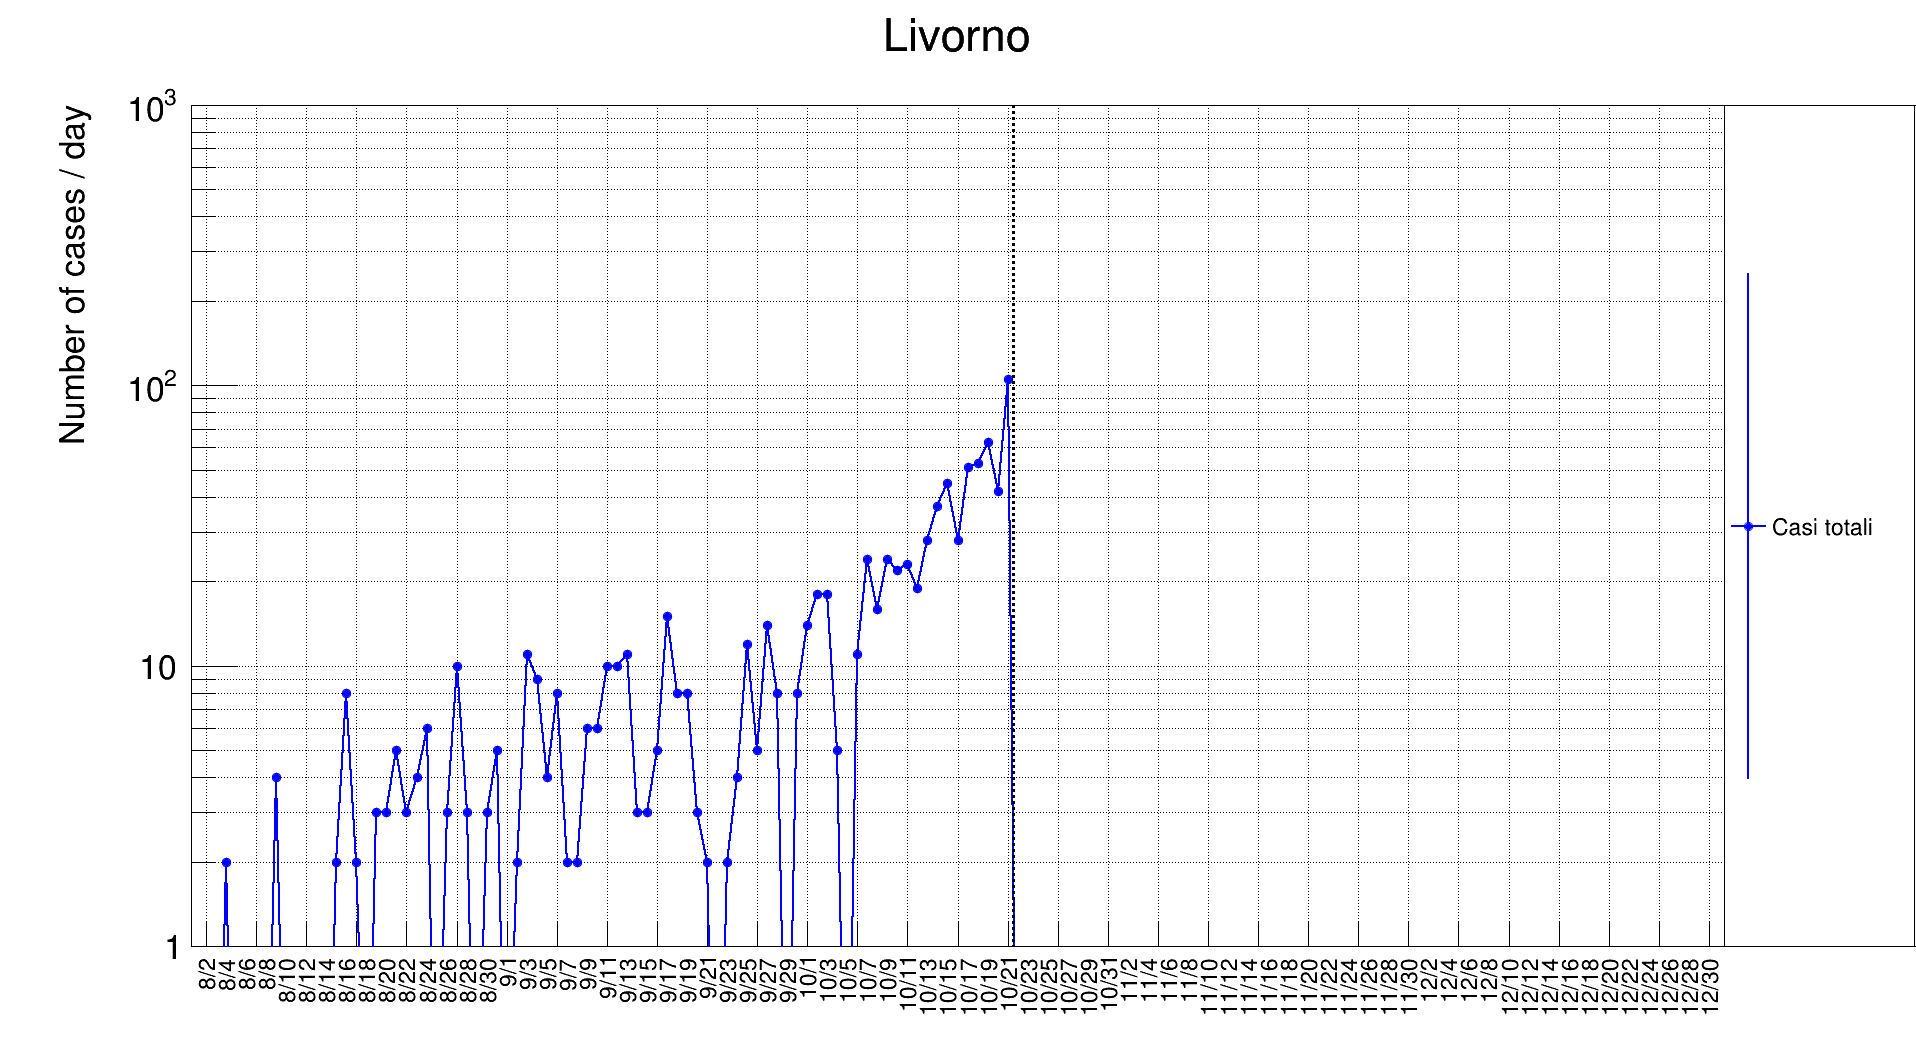 Livorno
Number of cases / day
10³
10²
10
1
Casi totali
8/2 8/4 8/6 8/8 8/10 8/12 8/14 8/16 8/18 8/20 8/22 8/24 8/26 8/28 8/30 9/1 9/3 9/5 9/7 9/9 9/11 9/13 9/15 9/17 9/19 9/21 9/23 9/25 9/27 9/29 10/1 10/3 10/5 10/7 10/9 10/11 10/13 10/15 10/17 10/19 10/21 10/23 10/25 10/27 10/29 10/31 11/2 11/4 11/6 11/8 11/10 11/12 11/14 11/16 11/18 11/20 11/22 11/24 11/26 11/28 11/30 12/2 12/4 12/6 12/8 12/10 12/12 12/14 12/16 12/18 12/20 12/22 12/24 12/26 12/28 12/30